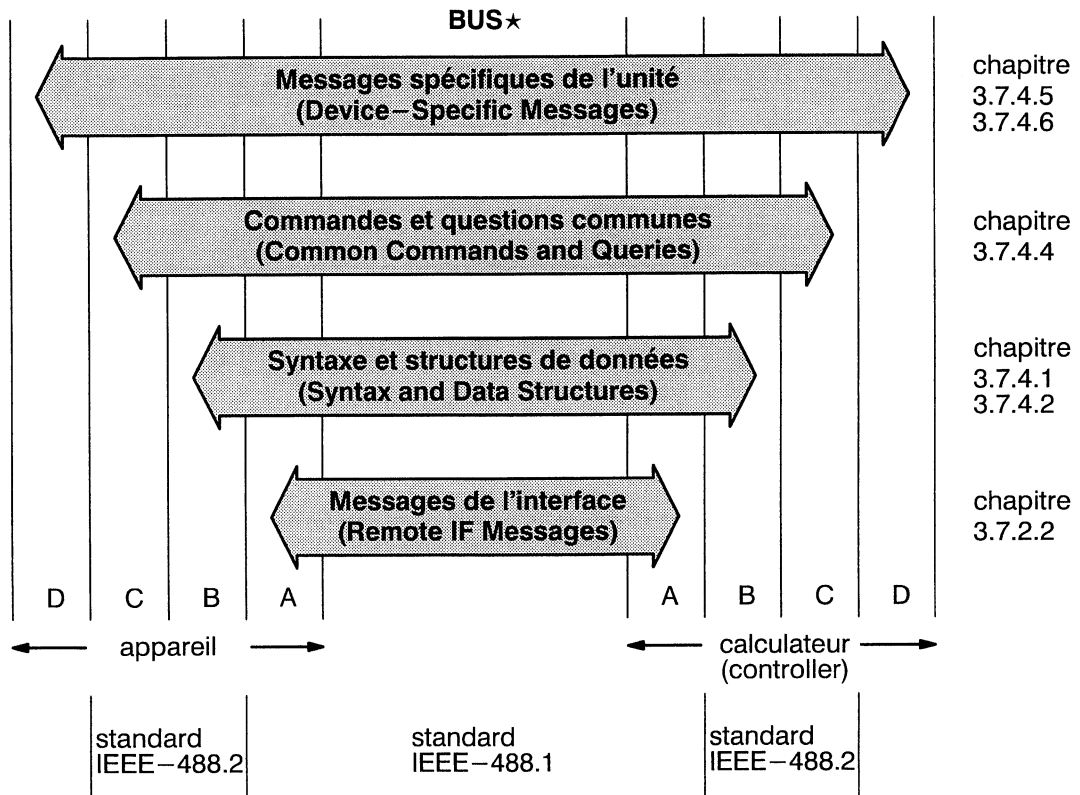 BUS★
Messages spécifiques de l'unité
(Device−Specific Messages)
chapitre
3.7.4.5
3.7.4.6
Commandes et questions communes
(Common Commands and Queries)
chapitre
3.7.4.4
Syntaxe et structures de données
(Syntax and Data Structures)
chapitre
3.7.4.1
3.7.4.2
Messages de l'interface
(Remote IF Messages)
chapitre
3.7.2.2
D C B A A B C D
appareil
calculateur
(controller)
standard
IEEE−488.2
standard
IEEE−488.1
standard
IEEE−488.2